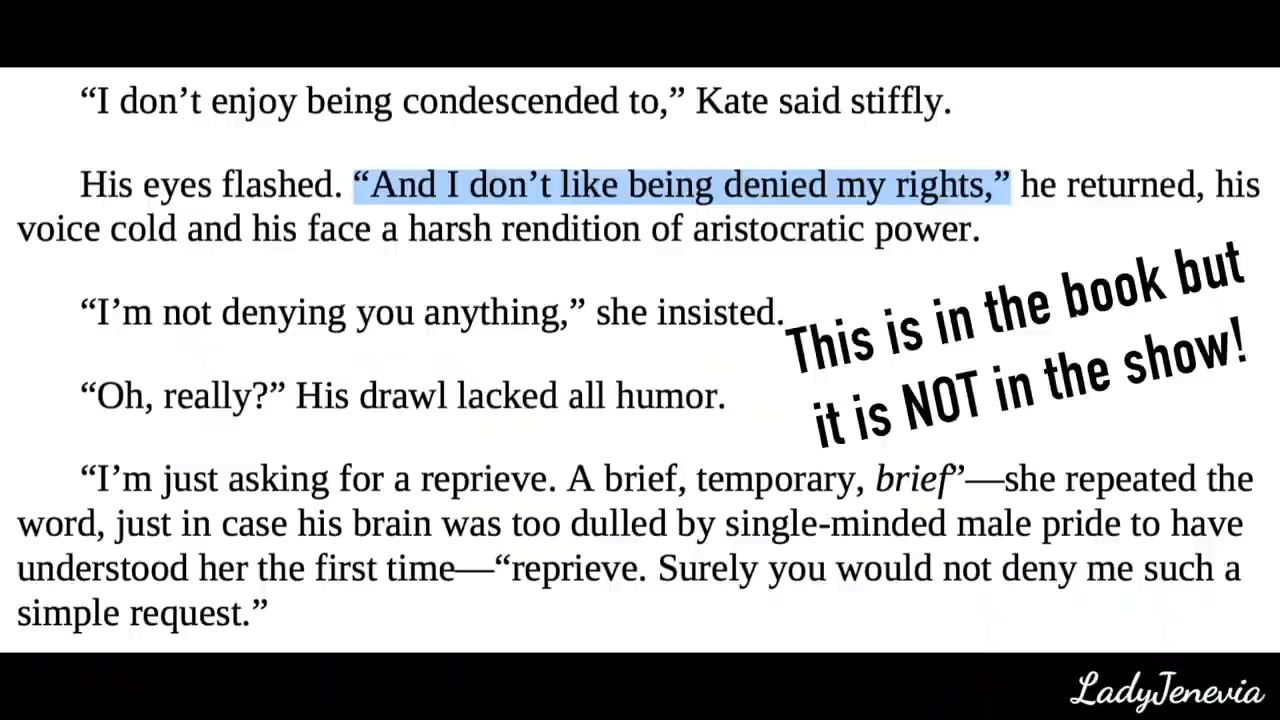 “I don’t enjoy being condescended to,” Kate said stiffly.
His eyes flashed. “And I don’t like being denied my rights,” he returned, his
voice cold and his face a harsh rendition of aristocratic power.
“I’m not denying you anything,” she insisted.
This is in the book but
it is NOT in the show!
“Oh, really?” His drawl lacked all humor.
“I’m just asking for a reprieve. A brief, temporary, brief”—she repeated the
word, just in case his brain was too dulled by single-minded male pride to have
understood her the first time—“reprieve. Surely you would not deny me such a
simple request.”
LadyJenevia